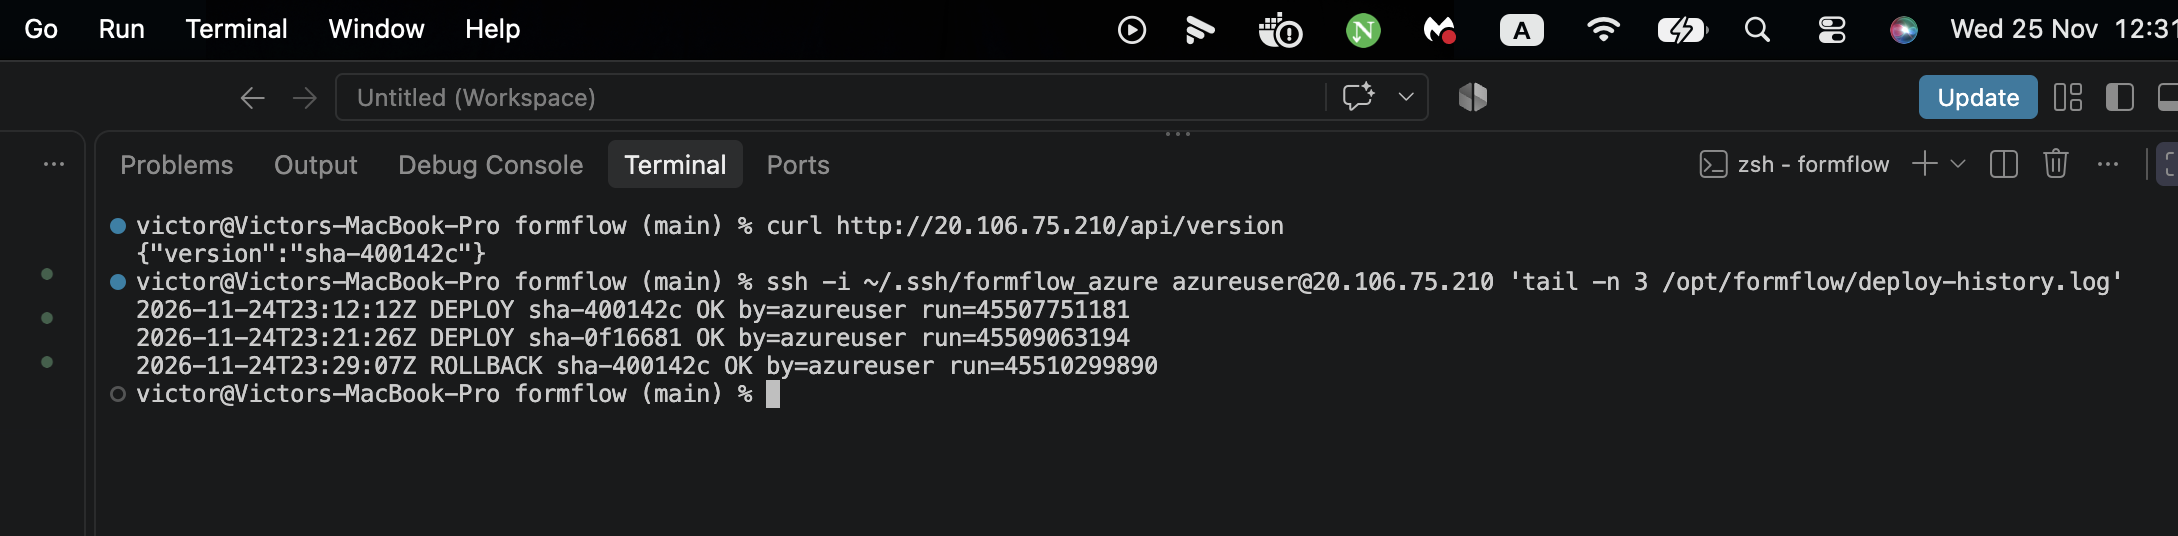 Go Run Terminal Window Help A Wed 25 Nov 12:31
Untitled (Workspace) Update
Problems Output Debug Console Terminal Ports zsh - formflow
victor@Victors-MacBook-Pro formflow (main) % curl http://20.106.75.210/api/version
{"version":"sha-400142c"}
victor@Victors-MacBook-Pro formflow (main) % ssh -i ~/.ssh/formflow_azure azureuser@20.106.75.210 'tail -n 3 /opt/formflow/deploy-history.log'
2026-11-24T23:12:12Z DEPLOY sha-400142c OK by=azureuser run=45507751181
2026-11-24T23:21:26Z DEPLOY sha-0f16681 OK by=azureuser run=45509063194
2026-11-24T23:29:07Z ROLLBACK sha-400142c OK by=azureuser run=45510299890
victor@Victors-MacBook-Pro formflow (main) %